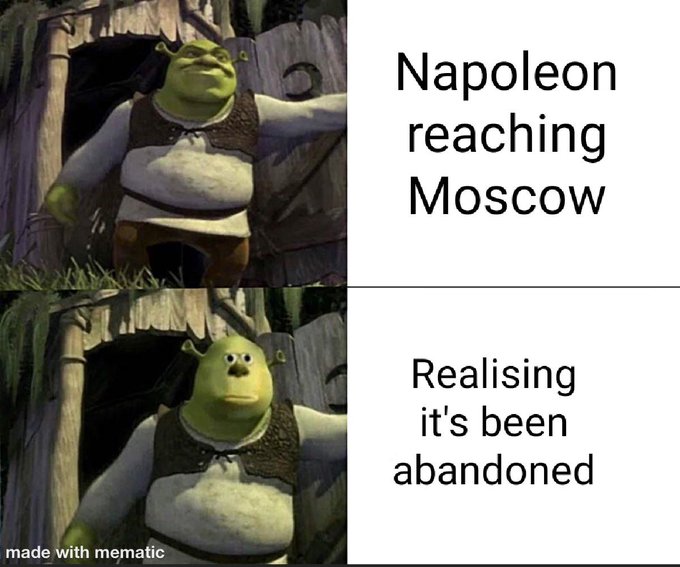 Napoleon
reaching
Moscow
Realising
it's been
abandoned
made with mematic